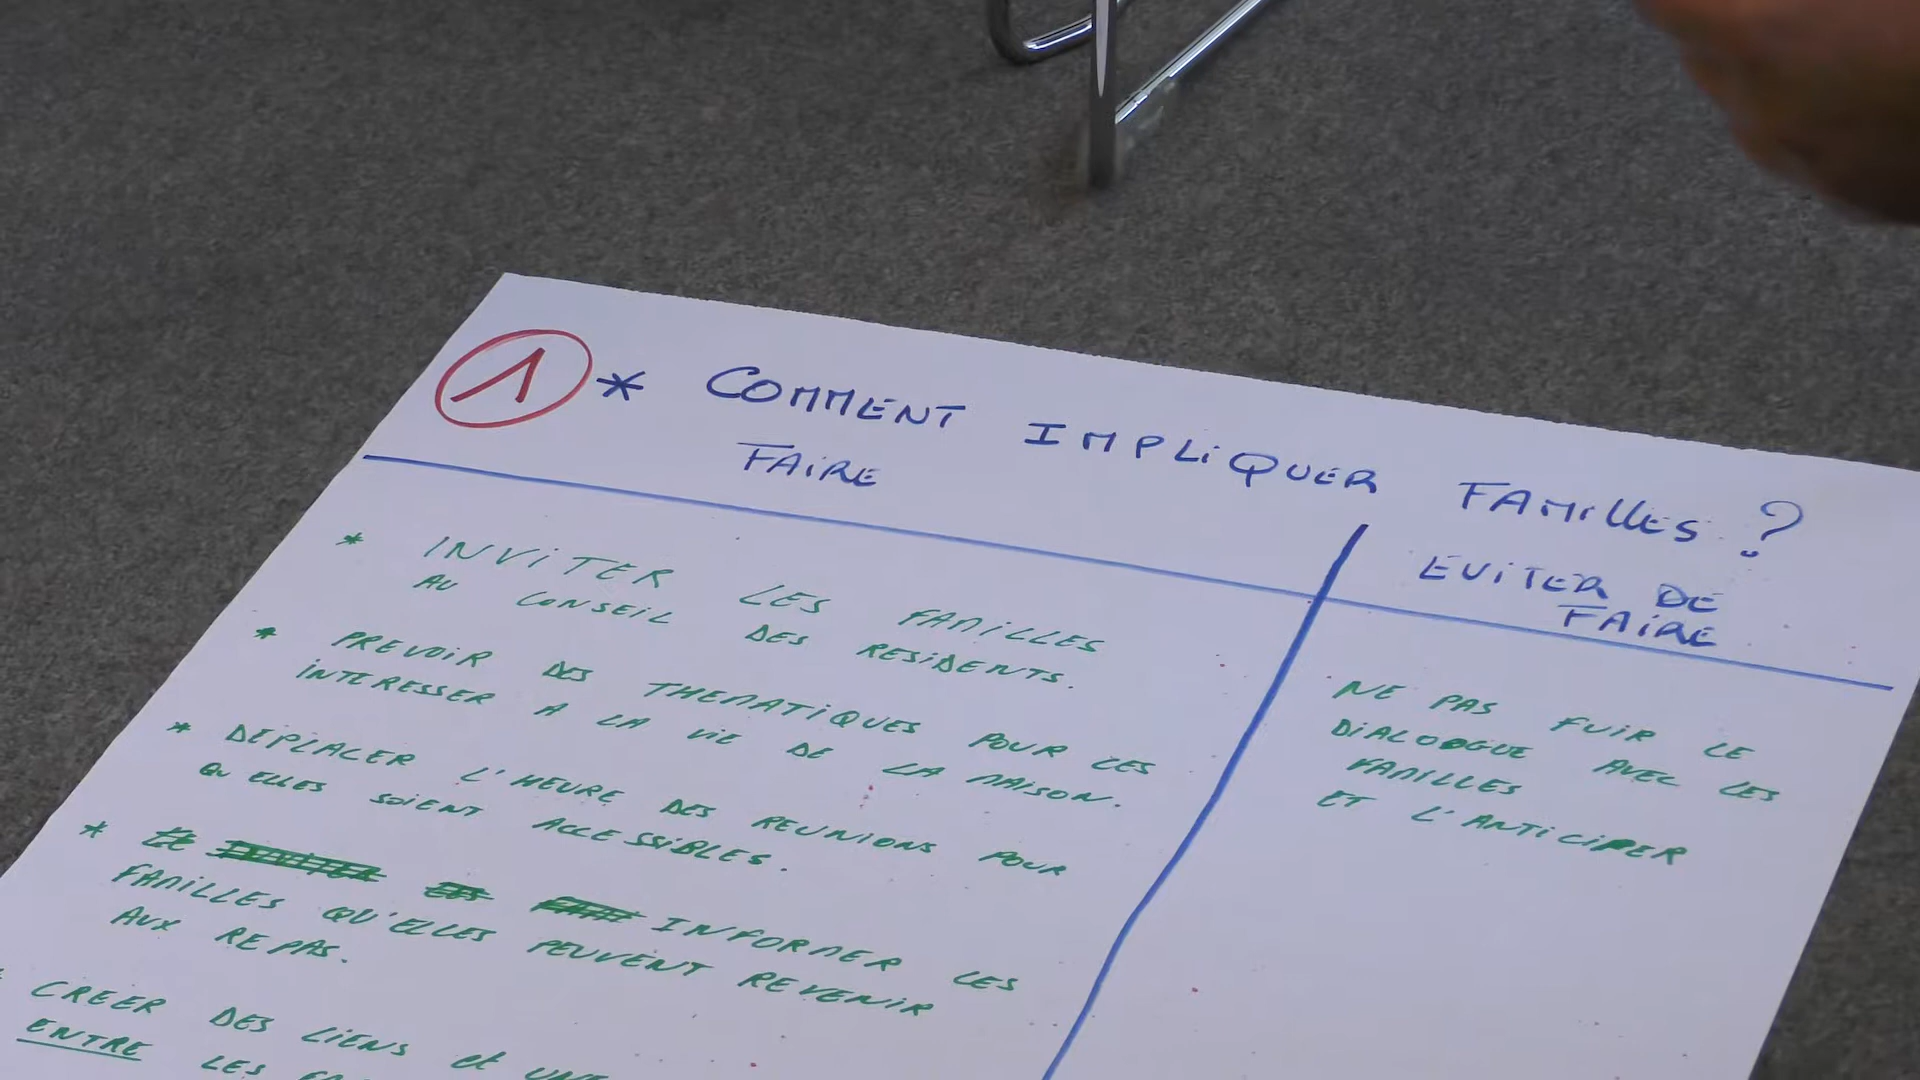 1 * COMMENT IMPLIQUER FAMILLES ?
FAIRE
EVITER DE
FAIRE
* INVITER LES FAMILLES
AU CONSEIL DES RESIDENTS.
* PREVOIR DES THEMATIQUES POUR LES
INTERESSER A LA VIE DE LA MAISON.
* DEPLACER L'HEURE DES REUNIONS POUR
QU ELLES SOIENT ACCESSIBLES.
* INFORMER LES
FAMILLES QU'ELLES PEUVENT REVENIR
AUX REPAS.
CREER DES LIENS et UNE
ENTRE LES
NE PAS FUIR LE
DIALOGUE AVEC LES
FAMILLES
ET L'ANTICIPER